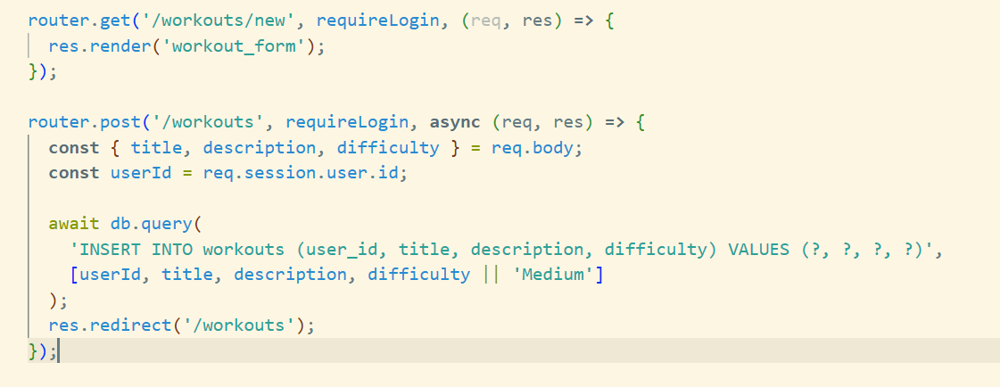 router.get('/workouts/new', requireLogin, (req, res) => {
  res.render('workout_form');
});

router.post('/workouts', requireLogin, async (req, res) => {
  const { title, description, difficulty } = req.body;
  const userId = req.session.user.id;

  await db.query(
    'INSERT INTO workouts (user_id, title, description, difficulty) VALUES (?, ?, ?, ?)',
    [userId, title, description, difficulty || 'Medium']
  );
  res.redirect('/workouts');
});